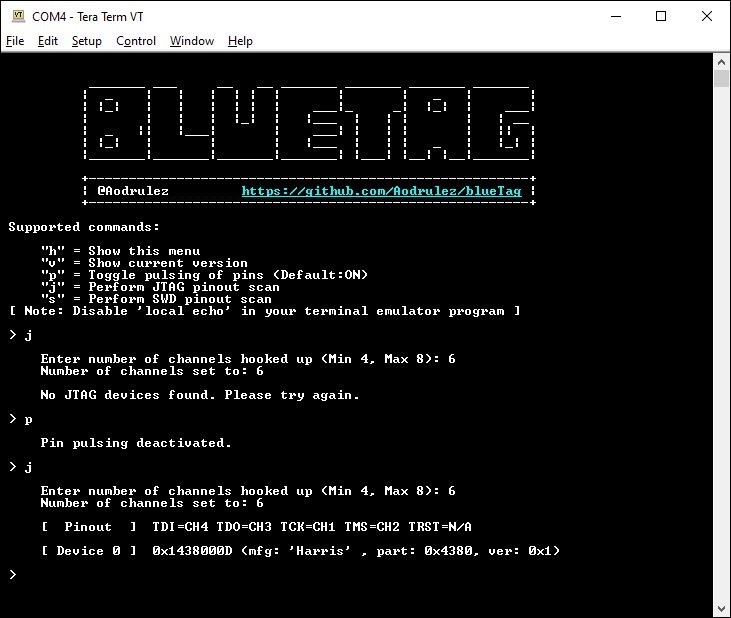 COM4 - Tera Term VT
File Edit Setup Control Window Help
BLUETAG
@Aodrulez https://github.com/Aodrulez/blueTag
Supported commands:
"h" = Show this menu
"v" = Show current version
"p" = Toggle pulsing of pins (Default:ON)
"j" = Perform JTAG pinout scan
"s" = Perform SWD pinout scan
[ Note: Disable 'local echo' in your terminal emulator program ]
> j
Enter number of channels hooked up (Min 4, Max 8): 6
Number of channels set to: 6
No JTAG devices found. Please try again.
> p
Pin pulsing deactivated.
> j
Enter number of channels hooked up (Min 4, Max 8): 6
Number of channels set to: 6
[ Pinout ] TDI=CH4 TDO=CH3 TCK=CH1 TMS=CH2 TRST=N/A
[ Device 0 ] 0x1438000D (mfg: 'Harris' , part: 0x4380, ver: 0x1)
>